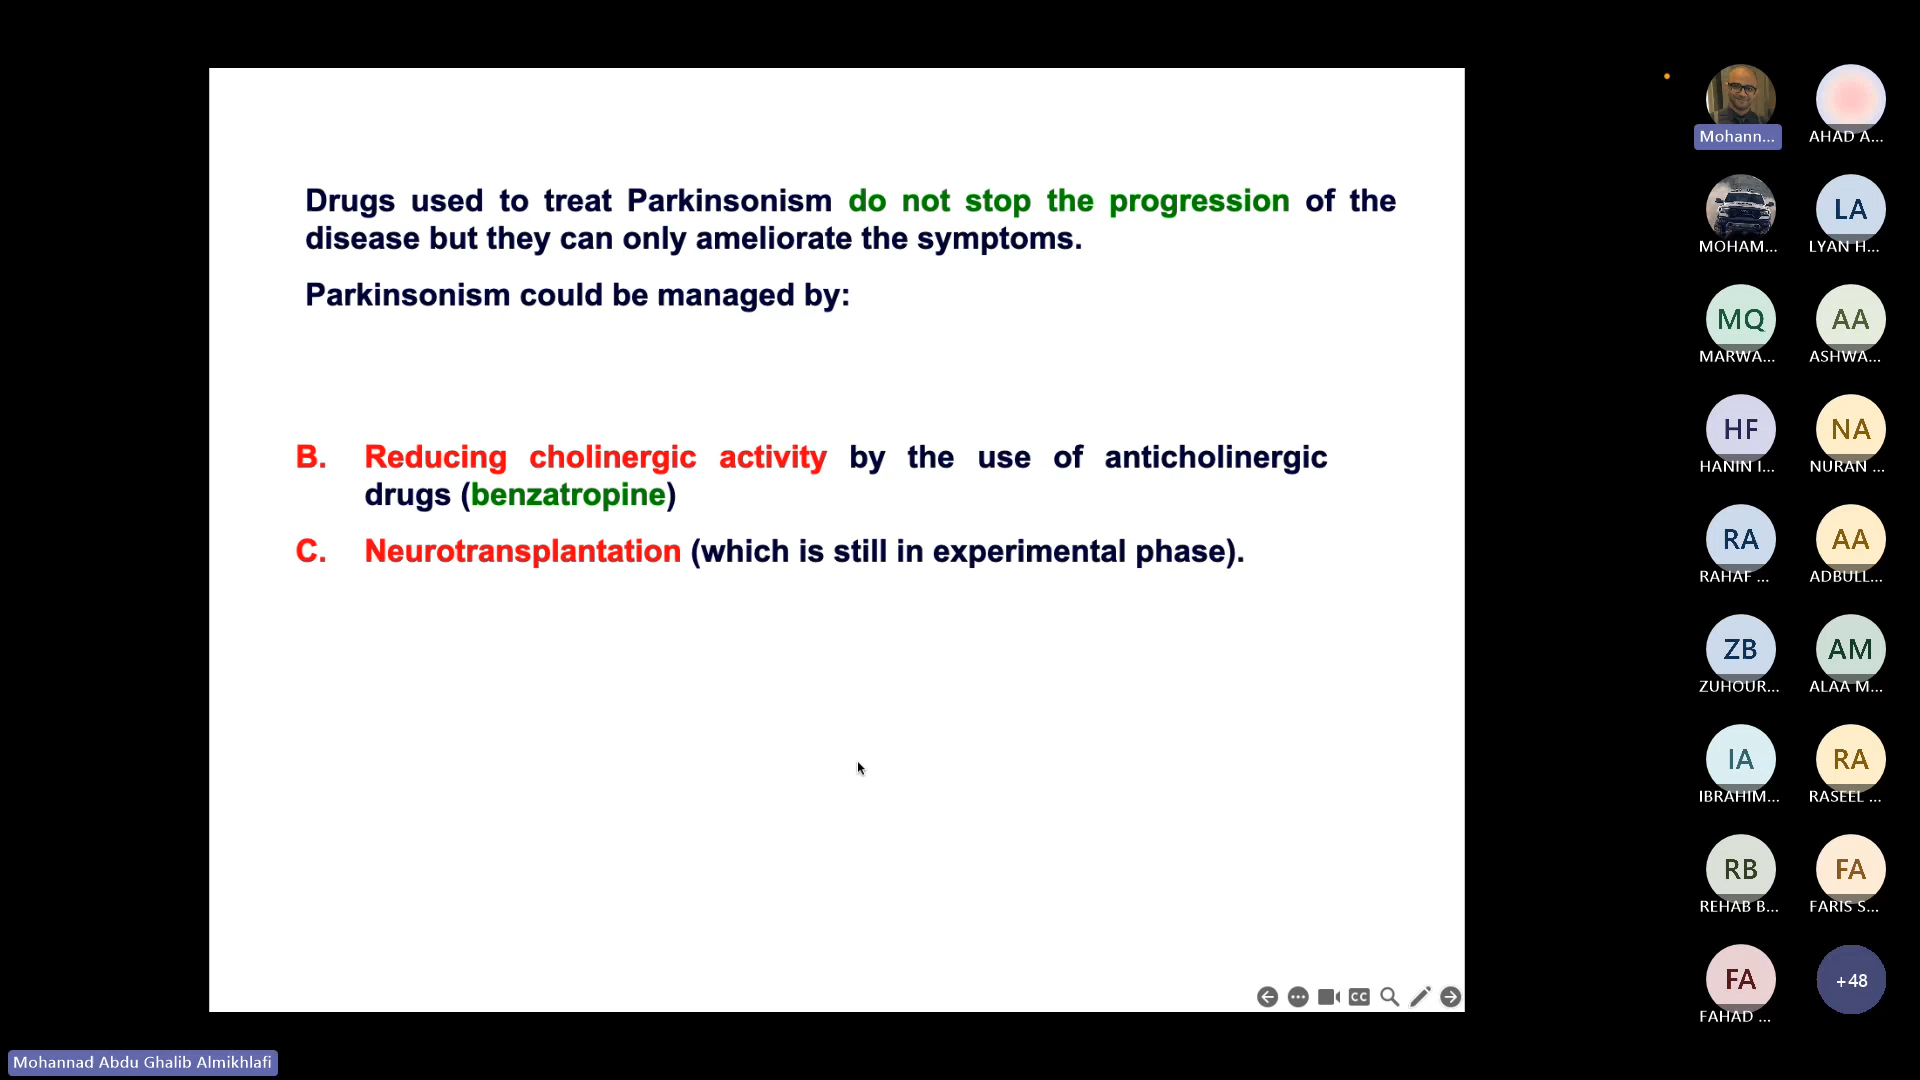 Drugs used to treat Parkinsonism do not stop the progression of the
disease but they can only ameliorate the symptoms.
Parkinsonism could be managed by:
B. Reducing cholinergic activity by the use of anticholinergic
drugs (benzatropine)
C. Neurotransplantation (which is still in experimental phase).
CC
Mohann...
AHAD A...
MOHAM...
LA
LYAN H...
MQ
MARWA...
AA
ASHWA...
HF
HANIN I...
NA
NURAN ...
RA
RAHAF ...
AA
ADBULL...
ZB
ZUHOUR...
AM
ALAA M...
IA
IBRAHIM...
RA
RASEEL ...
RB
REHAB B...
FA
FARIS S...
FA
FAHAD ...
+48
Mohannad Abdu Ghalib Almikhlafi